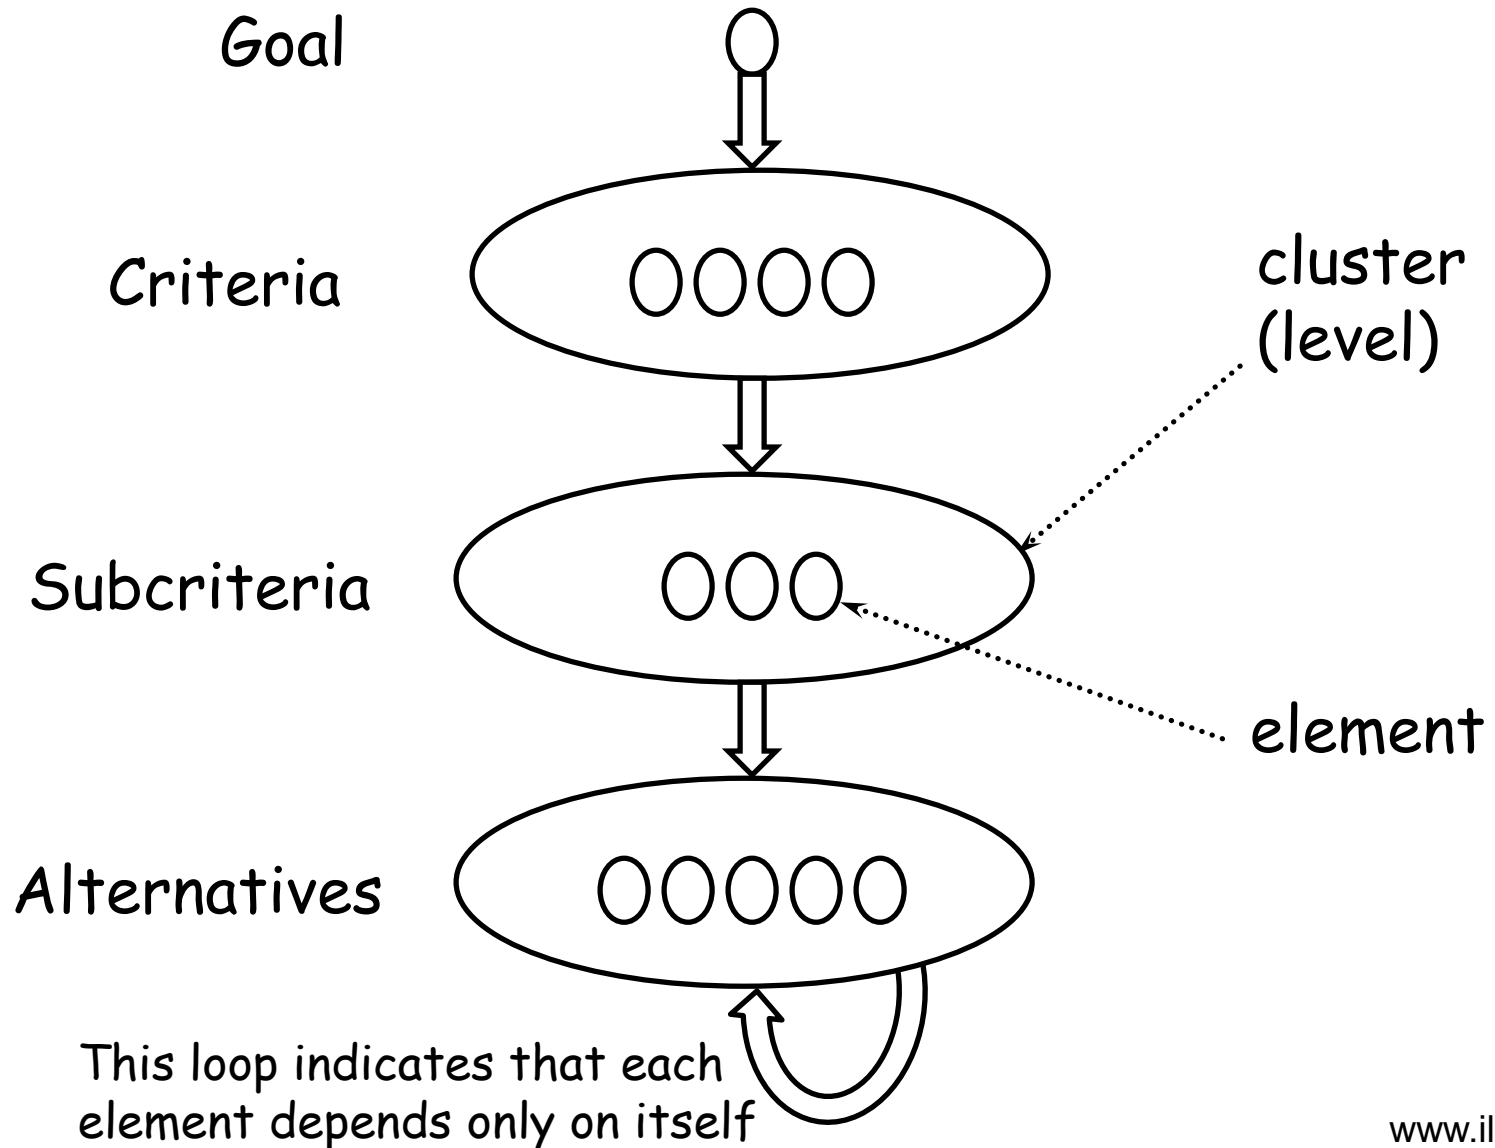 Goal
Criteria
cluster
(level)
Subcriteria
element
Alternatives
This loop indicates that each
element depends only on itself
www.il